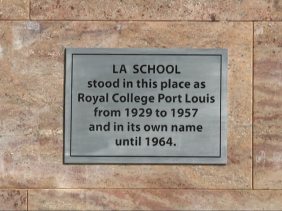 LA SCHOOL
stood in this place as
Royal College Port Louis
from 1929 to 1957
and in its own name
until 1964.